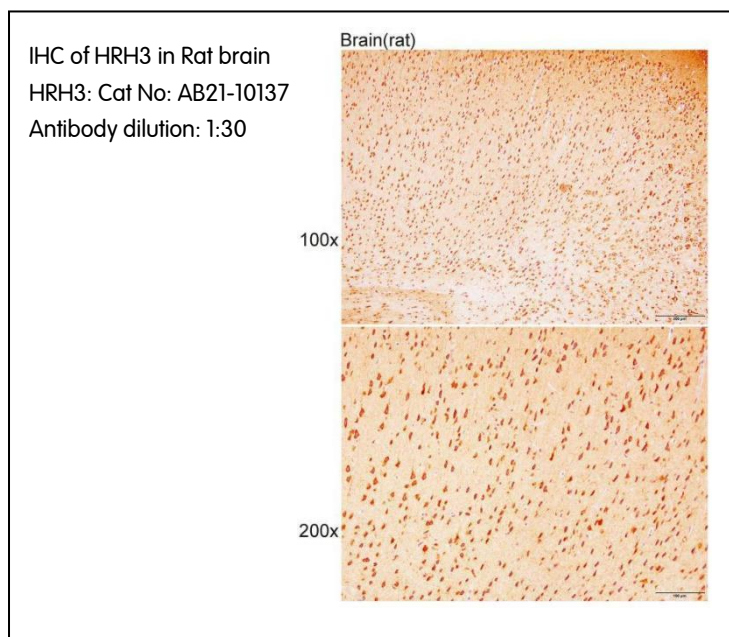 IHC of HRH3 in Rat brain
HRH3: Cat No: AB21-10137
Antibody dilution: 1:30
Brain(rat)
100x
200x